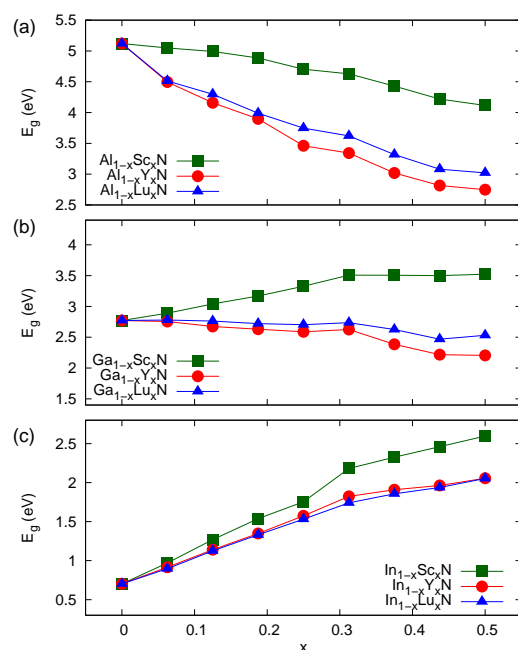 (a)
5.5
5
4.5
4
3.5
3
2.5
E_g (eV)
Al_{1-x}Sc_xN
Al_{1-x}Y_xN
Al_{1-x}Lu_xN
(b)
4
3.5
3
2.5
2
1.5
E_g (eV)
Ga_{1-x}Sc_xN
Ga_{1-x}Y_xN
Ga_{1-x}Lu_xN
(c)
2.5
2
1.5
1
0.5
E_g (eV)
In_{1-x}Sc_xN
In_{1-x}Y_xN
In_{1-x}Lu_xN
0 0.1 0.2 0.3 0.4 0.5
x